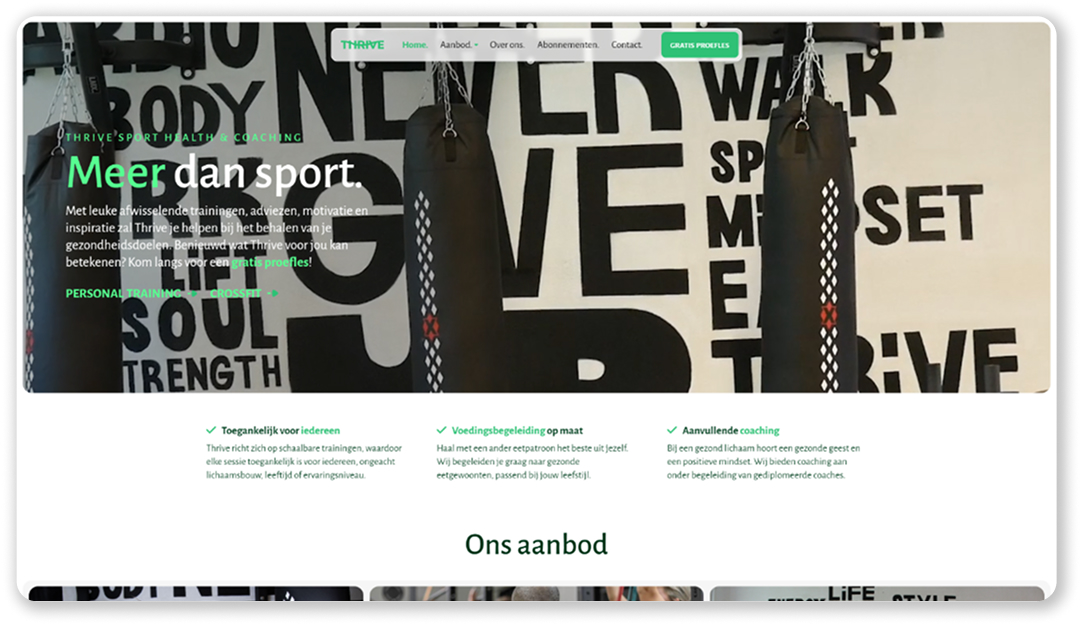 THRIVE
Home. Aanbod. Over ons. Abonnementen. Contact. GRATIS PROEFLES
THRIVE SPORT HEALTH & COACHING
Meer dan sport.
Met leuke afwisselende trainingen, adviezen, motivatie en
inspiratie zal Thrive je helpen bij het behalen van je
gezondheidsdoelen. Benieuwd wat Thrive voor jou kan
betekenen? Kom langs voor een gratis proefles!
PERSONAL TRAINING CROSSFIT
BODY
NEVER
GIVE
WALK
LIFT
SOUL
STRENGTH
THRiVE
Toegankelijk voor iedereen
Thrive richt zich op schaalbare trainingen, waardoor
elke sessie toegankelijk is voor iedereen, ongeacht
lichaamsbouw, leeftijd of ervaringsniveau.
Voedingsbegeleiding op maat
Haal met een ander eetpatroon het beste uit jezelf.
Wij begeleiden je graag naar gezonde
eetgewoonten, passend bij jouw leefstijl.
Aanvullende coaching
Bij een gezond lichaam hoort een gezonde geest en
een positieve mindset. Wij bieden coaching aan
onder begeleiding van gediplomeerde coaches.
Ons aanbod
LiFE
STYLE